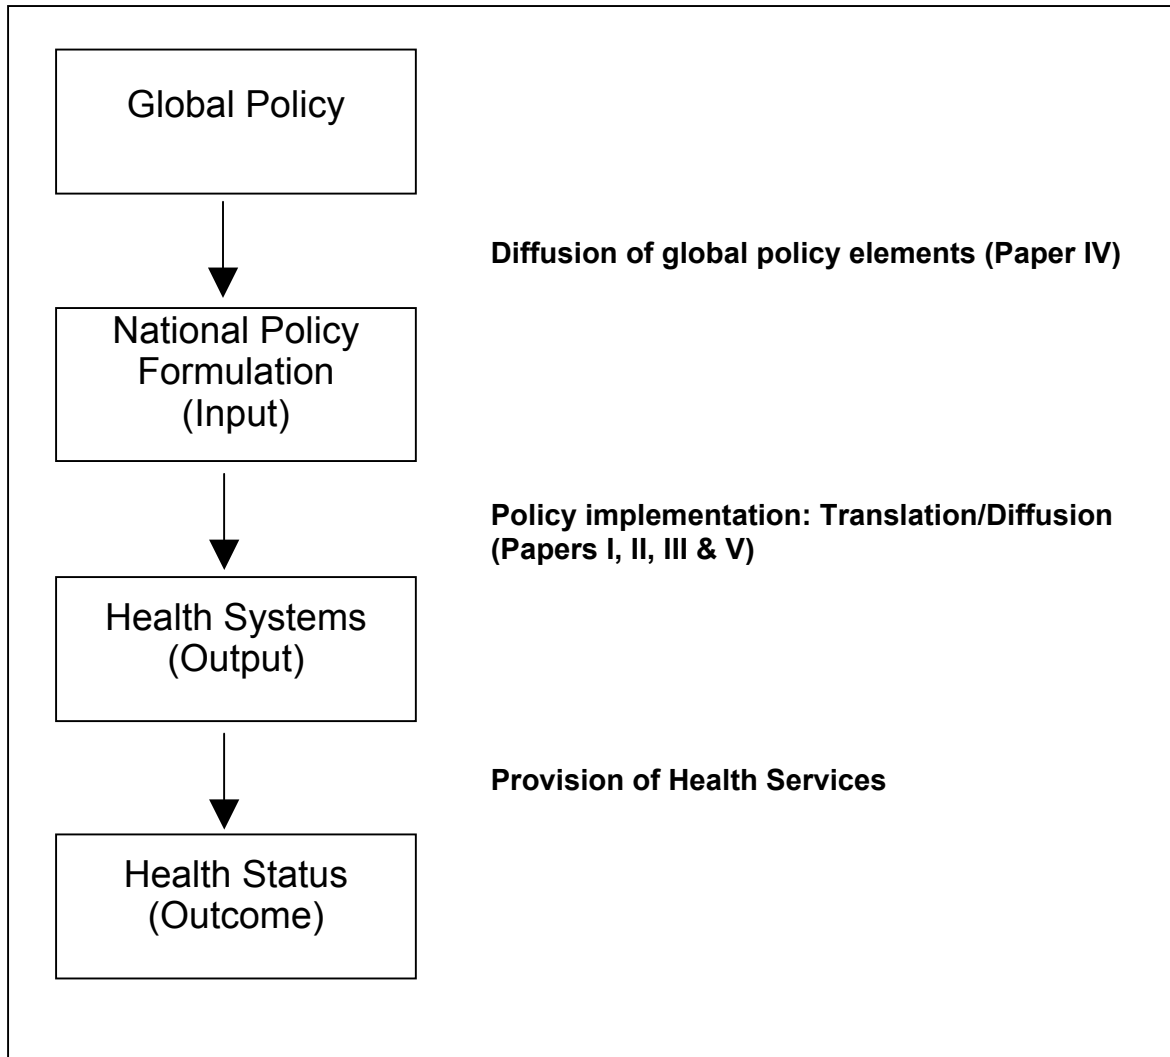 Global Policy
Diffusion of global policy elements (Paper IV)
National Policy
Formulation
(Input)
Policy implementation: Translation/Diffusion
(Papers I, II, III & V)
Health Systems
(Output)
Provision of Health Services
Health Status
(Outcome)